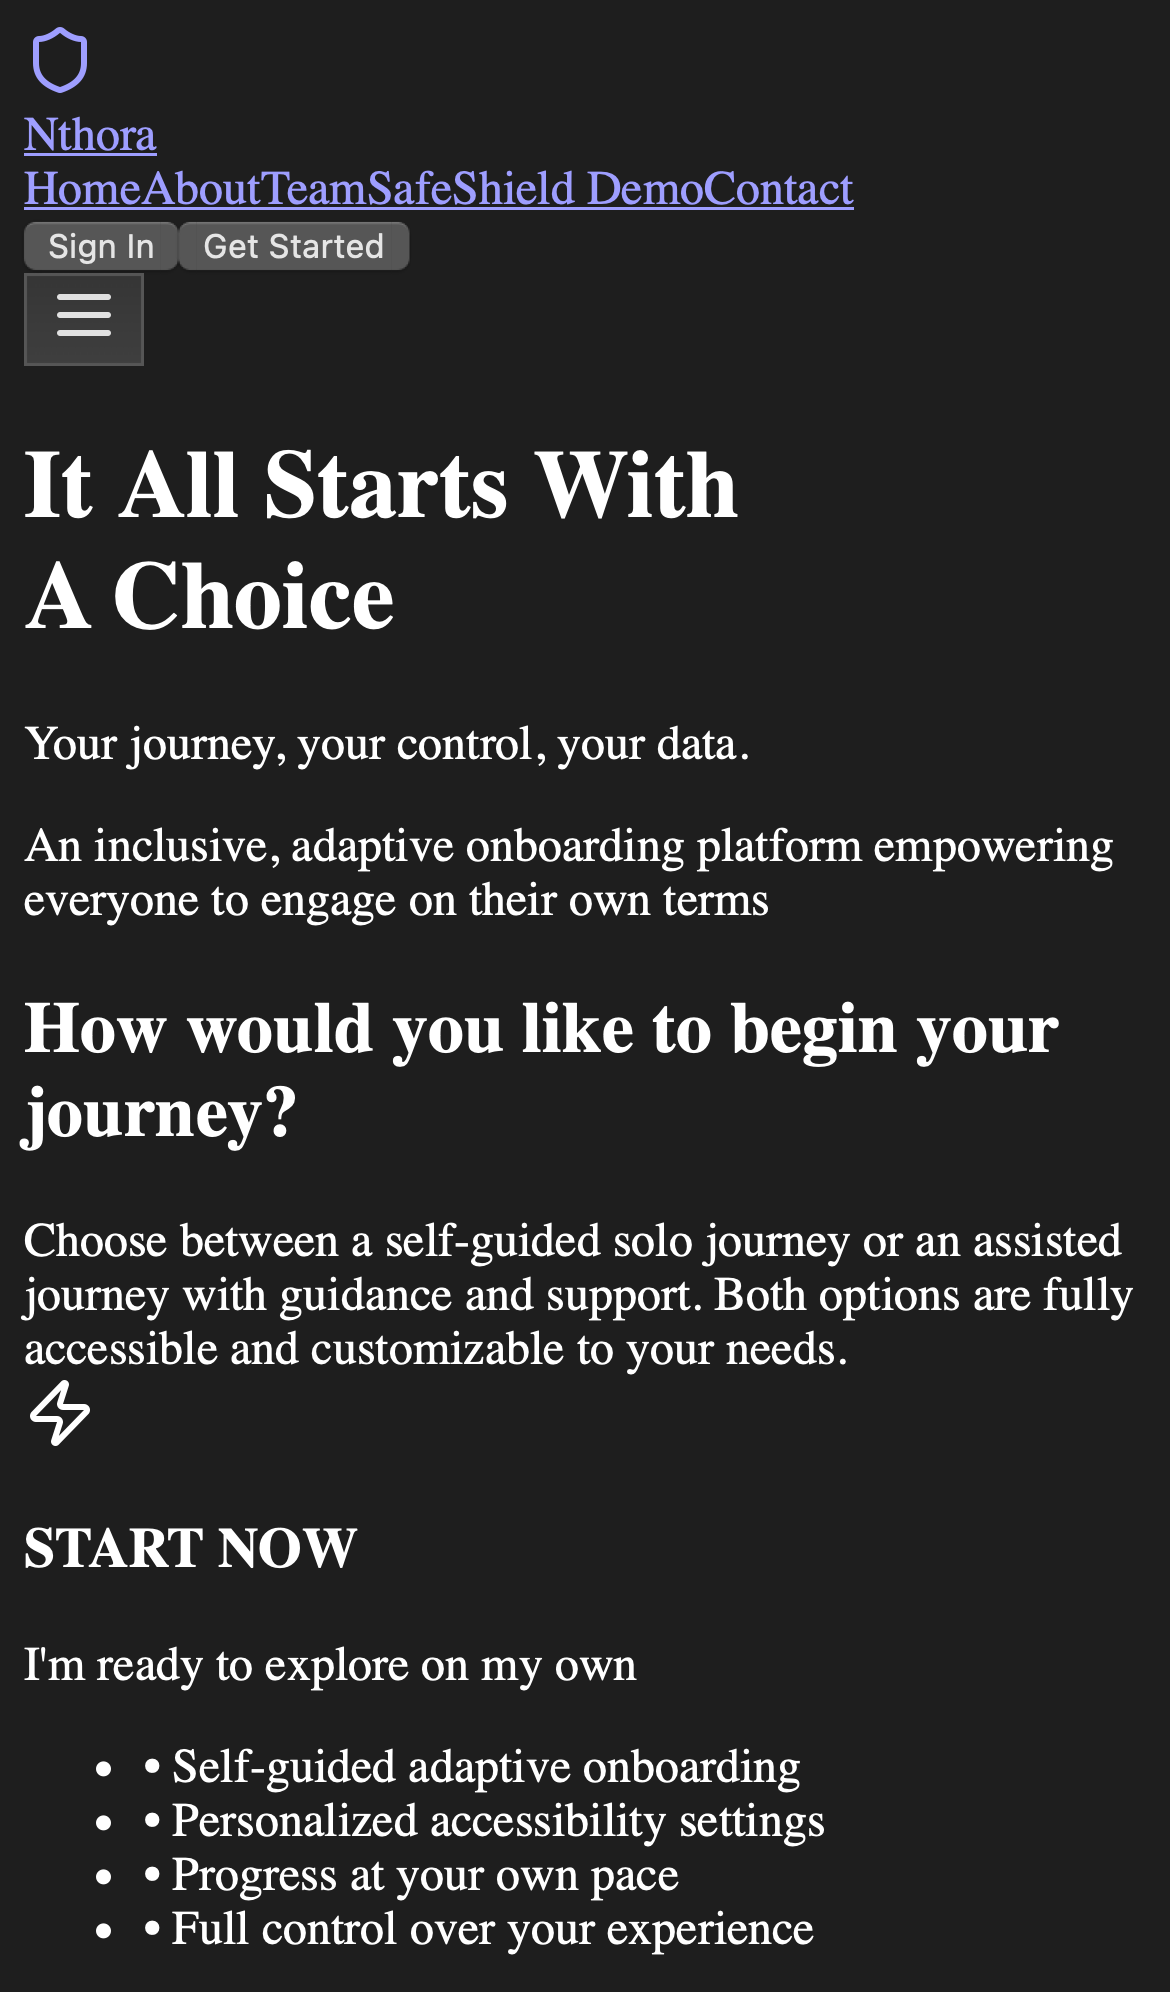 Nthora
HomeAboutTeamSafeShield DemoContact
Sign In Get Started
It All Starts With
A Choice
Your journey, your control, your data.
An inclusive, adaptive onboarding platform empowering
everyone to engage on their own terms
How would you like to begin your
journey?
Choose between a self-guided solo journey or an assisted
journey with guidance and support. Both options are fully
accessible and customizable to your needs.
START NOW
I'm ready to explore on my own
• • Self-guided adaptive onboarding
• • Personalized accessibility settings
• • Progress at your own pace
• • Full control over your experience